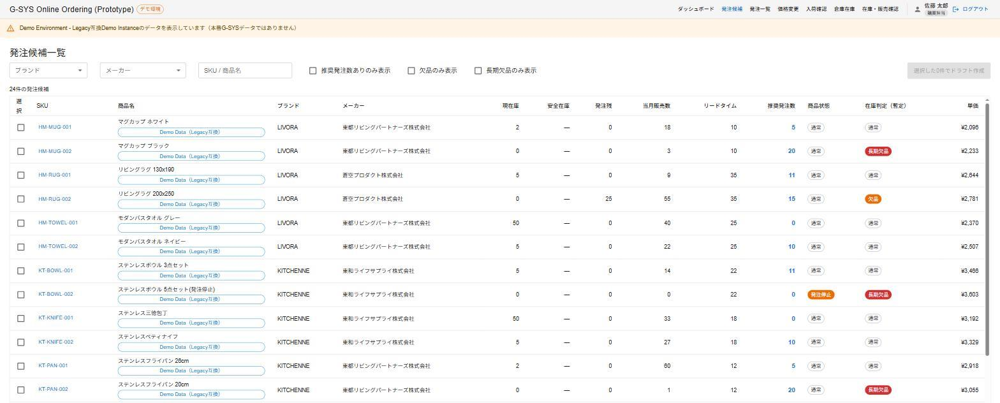 G-SYS Online Ordering (Prototype) デモ環境 ダッシュボード 発注候補 発注一覧 価格変更 入荷確認 倉庫在庫 在庫・販売確認 佐藤 太郎 購買担当 ログアウト
Demo Environment - Legacy互換Demo Instanceのデータを表示しています（本番G-SYSデータではありません）
発注候補一覧
ブランド メーカー SKU / 商品名 推奨発注数ありのみ表示 欠品のみ表示 長期欠品のみ表示 選択した0件でドラフト作成
24件の発注候補
選択 SKU 商品名 ブランド メーカー 現在庫 安全在庫 発注残 当月販売数 リードタイム 推奨発注数 商品状態 在庫判定（暫定） 単価
HM-MUG-001 マグカップ ホワイト Demo Data（Legacy互換） LIVORA 東都リビングパートナーズ株式会社 2 — 0 18 10 5 通常 通常 ¥2,096
HM-MUG-002 マグカップ ブラック Demo Data（Legacy互換） LIVORA 東都リビングパートナーズ株式会社 0 — 0 3 10 20 通常 長期欠品 ¥2,233
HM-RUG-001 リビングラグ 130x190 Demo Data（Legacy互換） LIVORA 蒼空プロダクト株式会社 5 — 0 9 35 11 通常 通常 ¥2,644
HM-RUG-002 リビングラグ 200x250 Demo Data（Legacy互換） LIVORA 蒼空プロダクト株式会社 0 — 25 55 35 15 通常 欠品 ¥2,781
HM-TOWEL-001 モダンバスタオル グレー Demo Data（Legacy互換） LIVORA 東都リビングパートナーズ株式会社 50 — 0 40 25 0 通常 通常 ¥2,370
HM-TOWEL-002 モダンバスタオル ネイビー Demo Data（Legacy互換） LIVORA 東都リビングパートナーズ株式会社 5 — 0 22 25 10 通常 通常 ¥2,507
KT-BOWL-001 ステンレスボウル 3点セット Demo Data（Legacy互換） KITCHENNE 東和ライフサプライ株式会社 5 — 0 14 22 11 通常 通常 ¥3,466
KT-BOWL-002 ステンレスボウル 5点セット(発注停止) Demo Data（Legacy互換） KITCHENNE 東和ライフサプライ株式会社 0 — 0 0 22 0 発注停止 長期欠品 ¥3,603
KT-KNIFE-001 ステンレス三徳包丁 Demo Data（Legacy互換） KITCHENNE 東和ライフサプライ株式会社 50 — 0 33 18 0 通常 通常 ¥3,192
KT-KNIFE-002 ステンレスペティナイフ Demo Data（Legacy互換） KITCHENNE 東和ライフサプライ株式会社 5 — 0 27 18 10 通常 通常 ¥3,329
KT-PAN-001 ステンレスフライパン 26cm Demo Data（Legacy互換） KITCHENNE 東都リビングパートナーズ株式会社 2 — 0 60 12 5 通常 通常 ¥2,918
KT-PAN-002 ステンレスフライパン 20cm Demo Data（Legacy互換） KITCHENNE 東都リビングパートナーズ株式会社 0 — 0 1 12 20 通常 長期欠品 ¥3,055